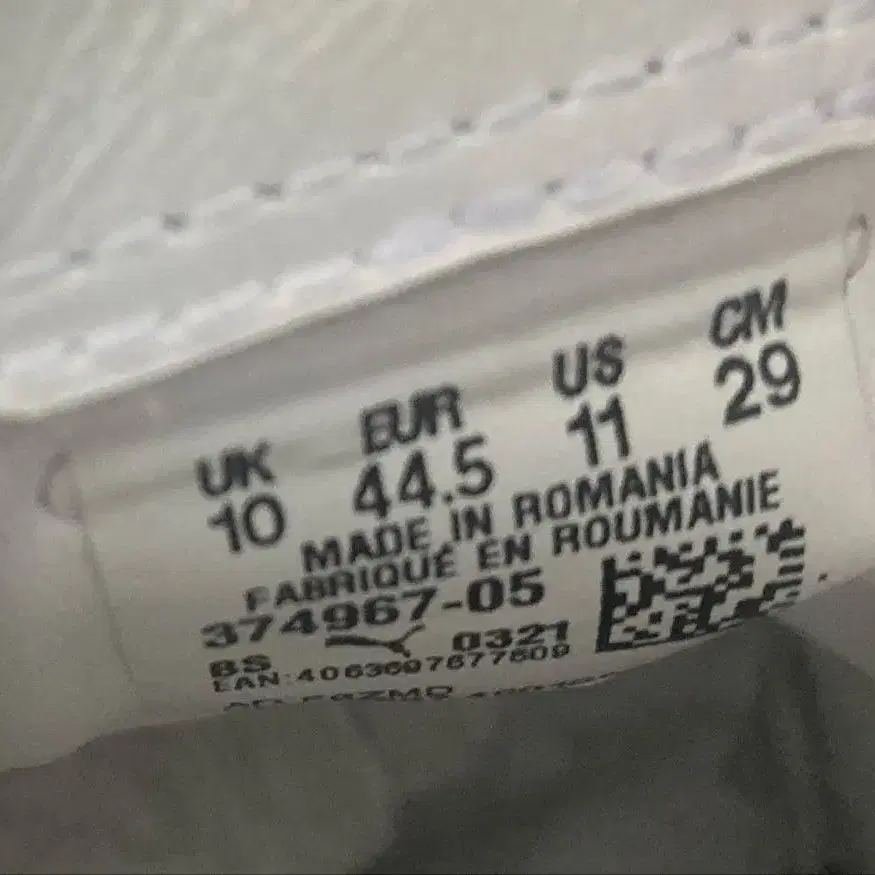 UK EUR US CM
10 44.5 11 29
MADE IN ROMANIA
FABRIQUÉ EN ROUMANIE
374967-05
BS 0321
EAN:4063697677609